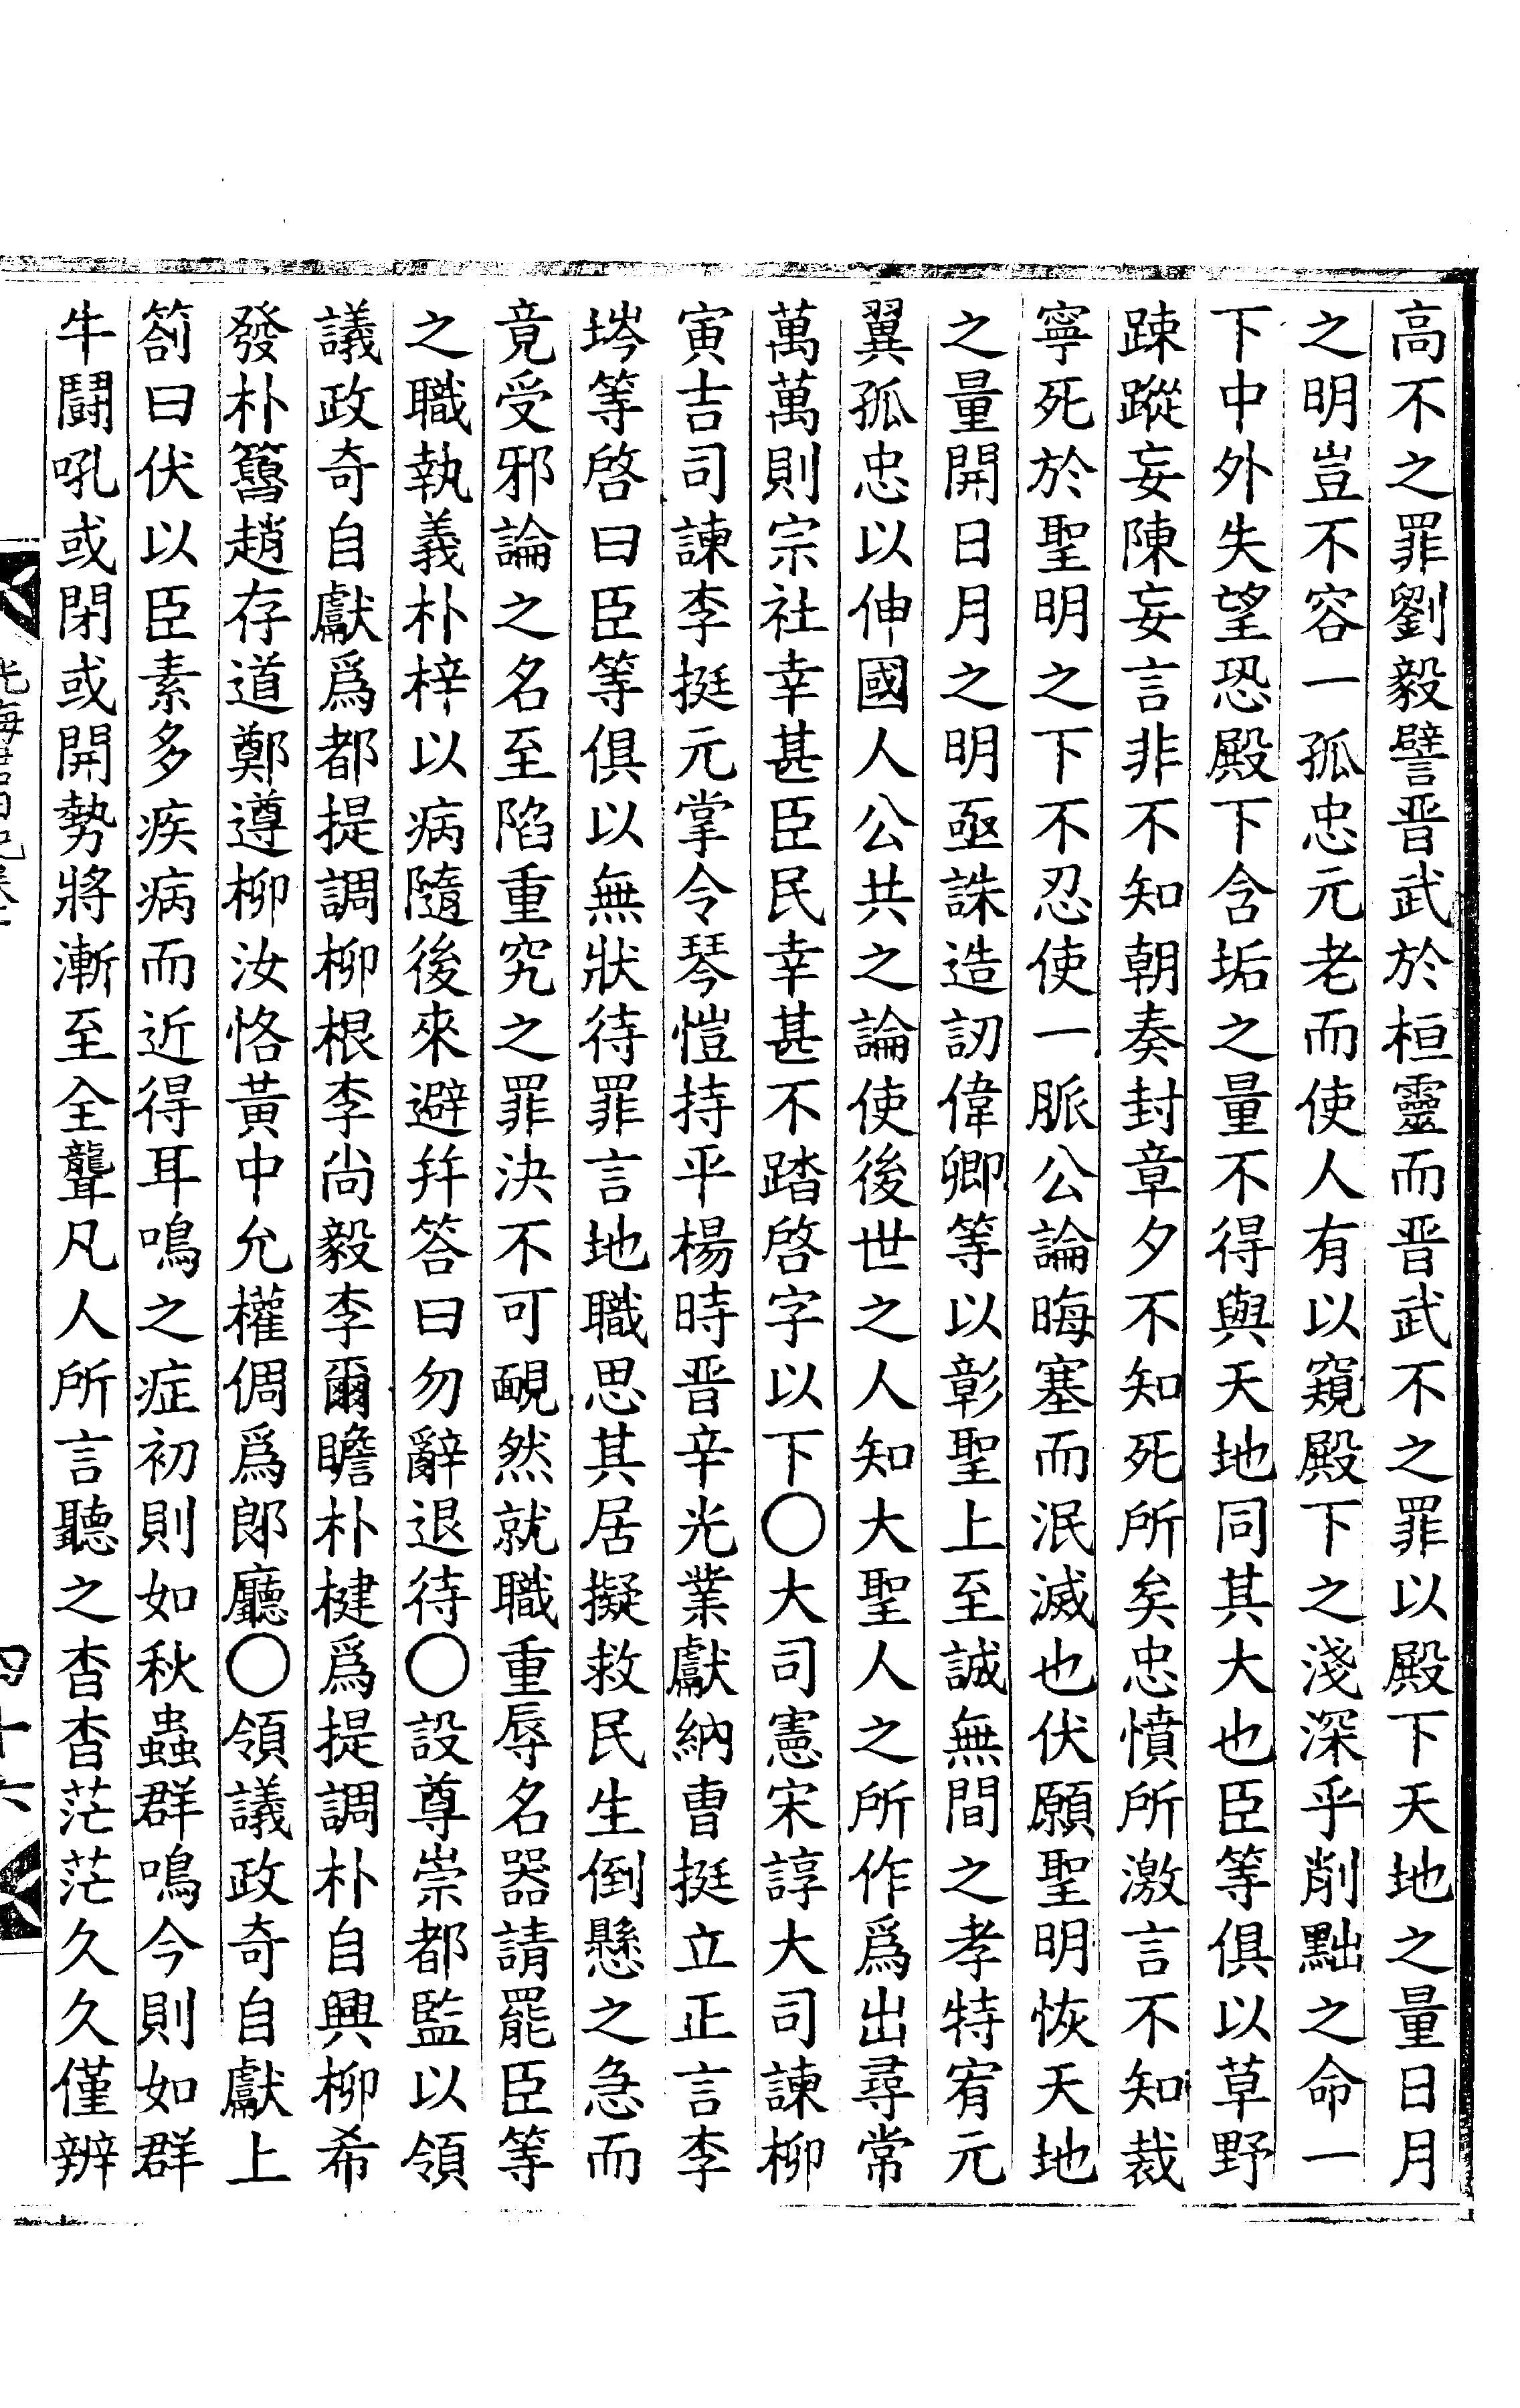 高不之罪劉毅譬晋武於桓靈而晋武不之罪以殿下天地之量日月
之明豈不容一孤忠元老而使人有以窺殿下之淺深乎削黜之命一
下中外失望恐殿下含垢之量不得與天地同其大也臣等俱以草野
踈蹤妄陳妄言非不知朝奏封章夕不知死所矣忠憤所激言不知裁
寧死於聖明之下不忍使一脈公論晦塞而泯滅也伏願聖明恢天地
之量開日月之明亟誅造訒偉卿等以彰聖上至誠無間之孝特宥元
翼孤忠以伸國人公共之論使後世之人知大聖人之所作爲出尋常
萬萬則宗社幸甚臣民幸甚不踏啓字以下○大司憲宋諄大司諫柳
寅吉司諫李挺元掌令琴愷持平楊時晋辛光業獻納曺挺立正言李
埁等啓曰臣等俱以無狀待罪言地職思其居擬救民生倒懸之急而
竟受邪論之名至陷重究之罪決不可靦然就職重辱名器請罷臣等
之職執義朴梓以病隨後來避幷答曰勿辭退待○設尊崇都監以領
議政奇自獻爲都提調柳根李尙毅李爾瞻朴楗爲提調朴自興柳希
發朴䕺趙存道鄭遵柳汝恪黃中允權倜爲郞廳○領議政奇自獻上
箚曰伏以臣素多疾病而近得耳鳴之症初則如秋蟲群鳴今則如群
牛鬪吼或閉或開勢將漸至全聾凡人所言聽之杳杳茫茫久久僅辨